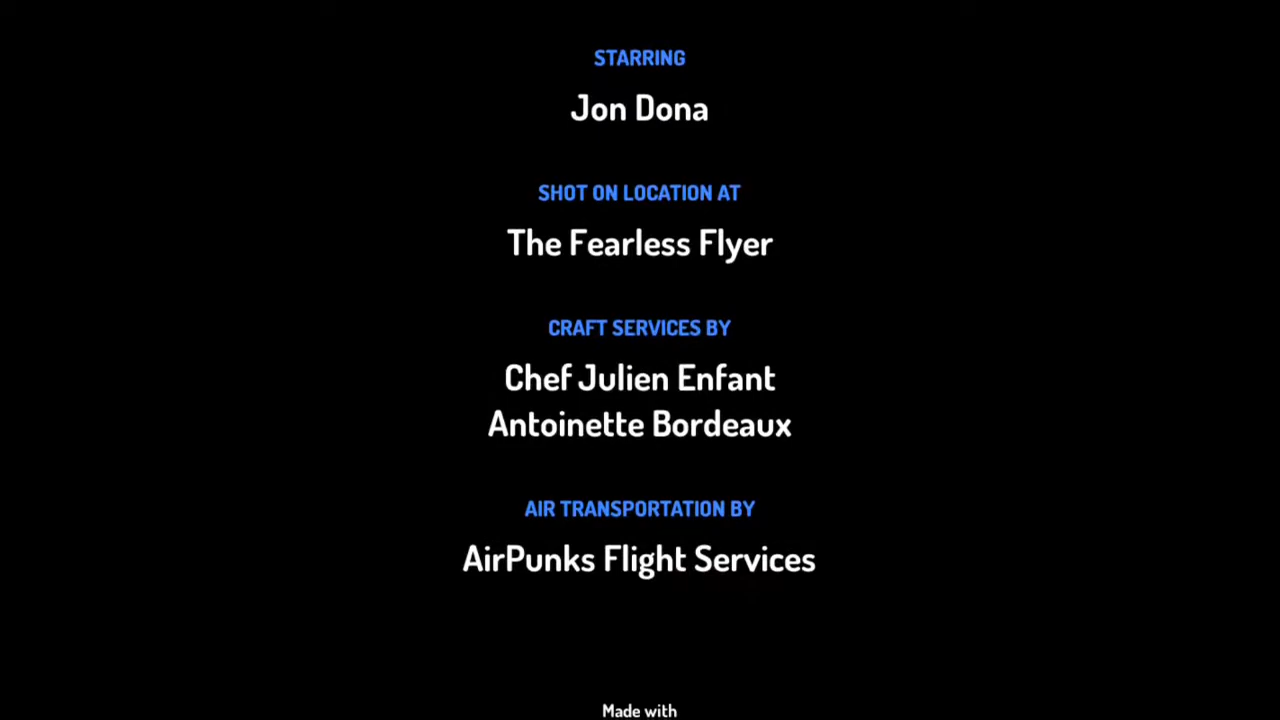 STARRING
Jon Dona
SHOT ON LOCATION AT
The Fearless Flyer
CRAFT SERVICES BY
Chef Julien Enfant
Antoinette Bordeaux
AIR TRANSPORTATION BY
AirPunks Flight Services
Made with